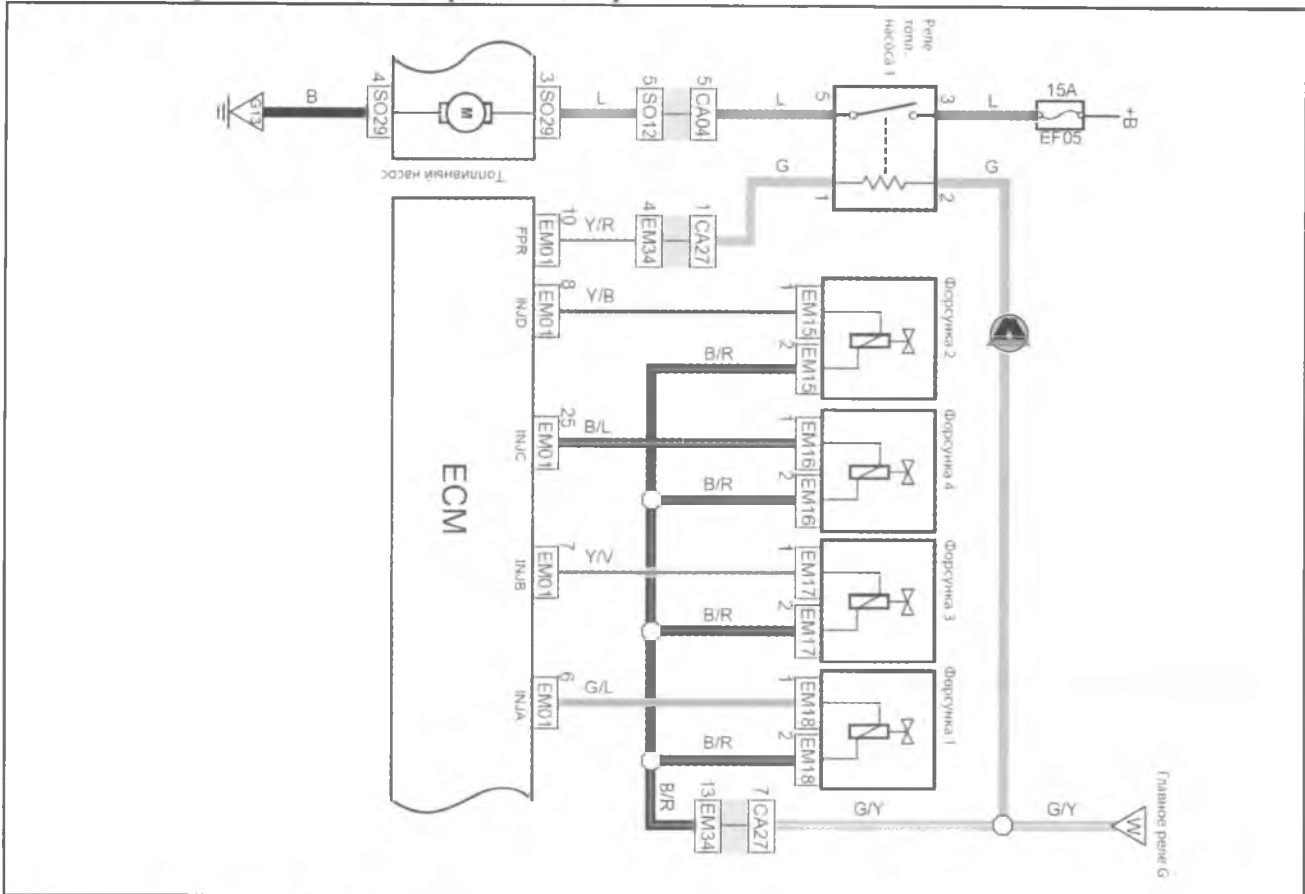 Реле
топл.
насоса 1
15A
EF05
+B
L
3
5
L
5 CA04
5 SO12
L
3 SO29
M
4 SO29
B
G13
Топливный насос
G
2
1
G
1 CA27
4 EM34
Y/R
10 EM01
FPR
Y/B
8 EM01
INJD
1 EM15
2 EM15
B/R
Форсунка 2
B/L
25 EM01
INJC
1 EM16
2 EM16
B/R
Форсунка 4
ECM
Y/V
7 EM01
INJB
1 EM17
2 EM17
B/R
Форсунка 3
G/L
6 EM01
INJA
1 EM18
2 EM18
B/R
Форсунка 1
B/R
13 EM34
7 CA27
G/Y
G/Y
W
Главное реле G